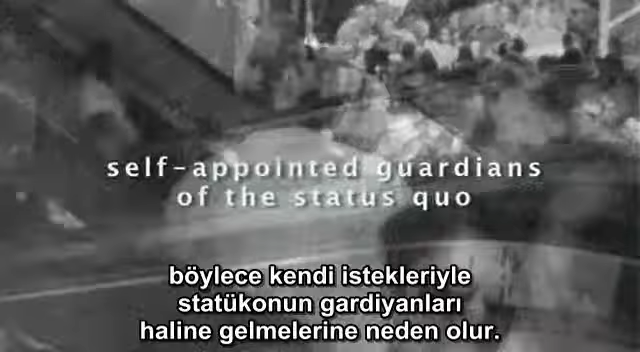 self-appointed guardians
of the status quo
böylece kendi istekleriyle
statükonun gardiyanları
haline gelmelerine neden olur.